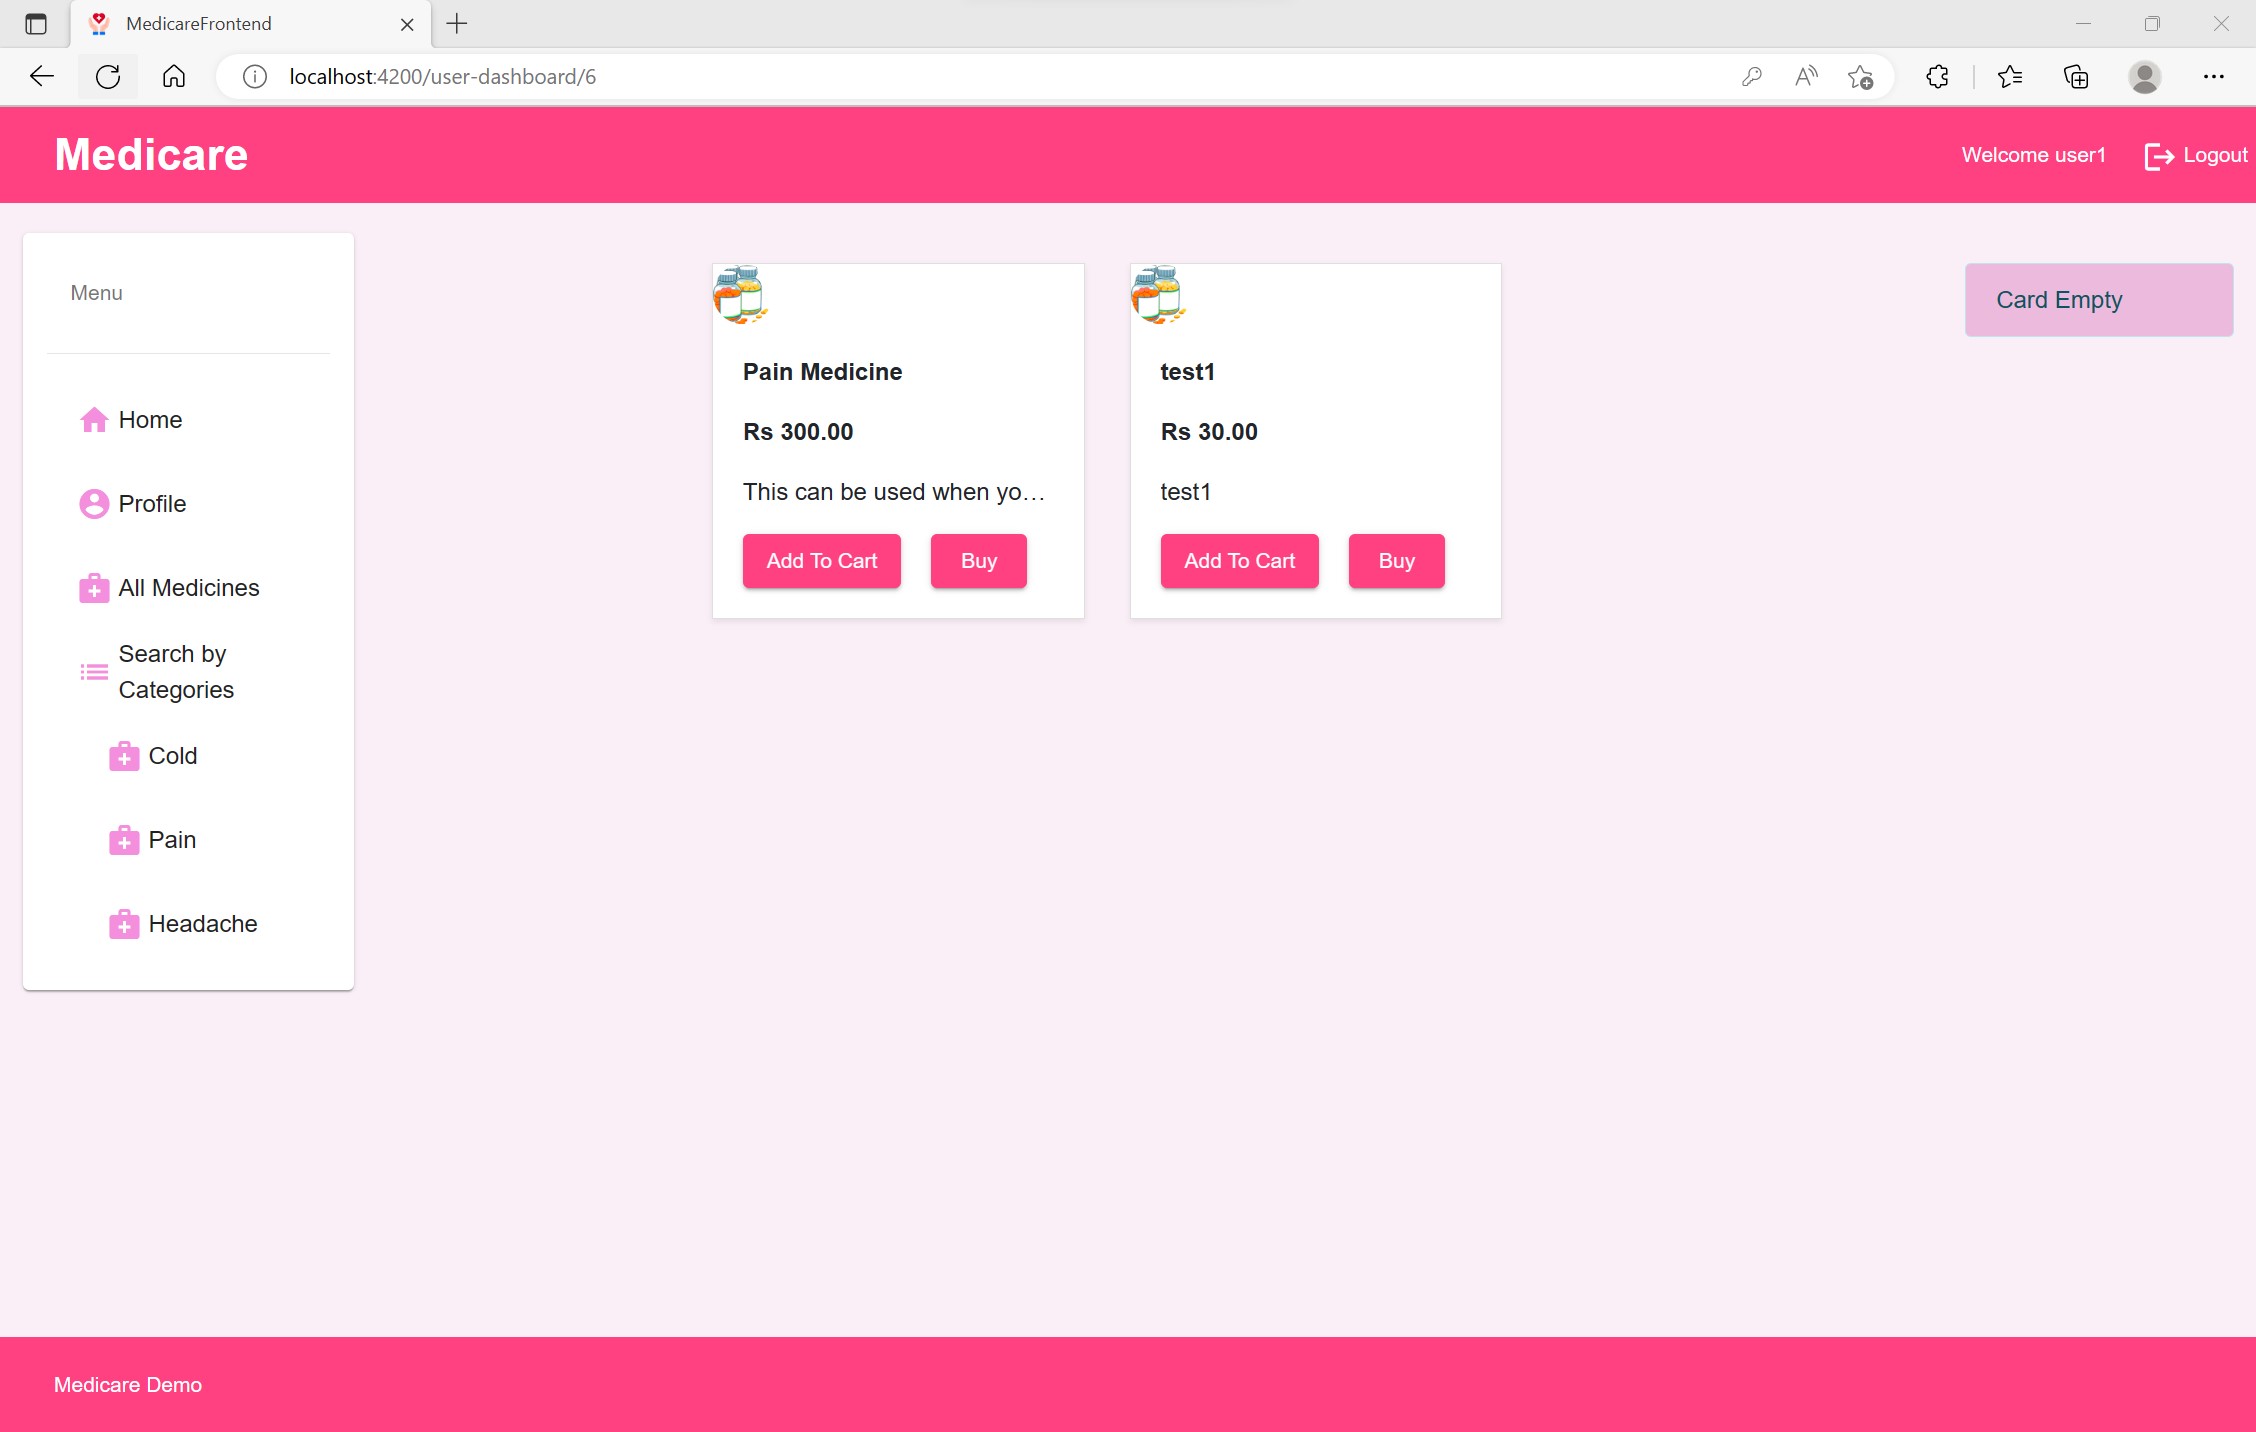 MedicareFrontend
localhost:4200/user-dashboard/6
Medicare
Welcome user1
Logout
Menu
Home
Profile
All Medicines
Search by
Categories
Cold
Pain
Headache
Pain Medicine
Rs 300.00
This can be used when yo...
Add To Cart
Buy
test1
Rs 30.00
test1
Add To Cart
Buy
Card Empty
Medicare Demo